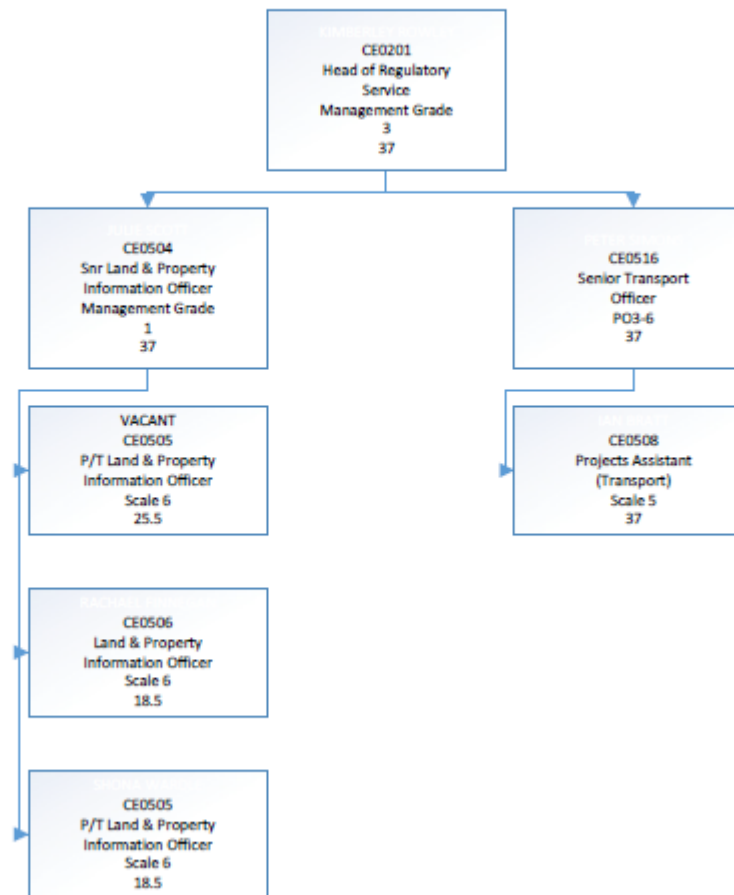 CE0201
Head of Regulatory
Service
Management Grade
3
37
CE0504
Snr Land & Property
Information Officer
Management Grade
1
37
CE0516
Senior Transport
Officer
PO3-6
37
VACANT
CE0505
P/T Land & Property
Information Officer
Scale 6
25.5
CE0508
Projects Assistant
(Transport)
Scale 5
37
CE0506
Land & Property
Information Officer
Scale 6
18.5
CE0505
P/T Land & Property
Information Officer
Scale 6
18.5